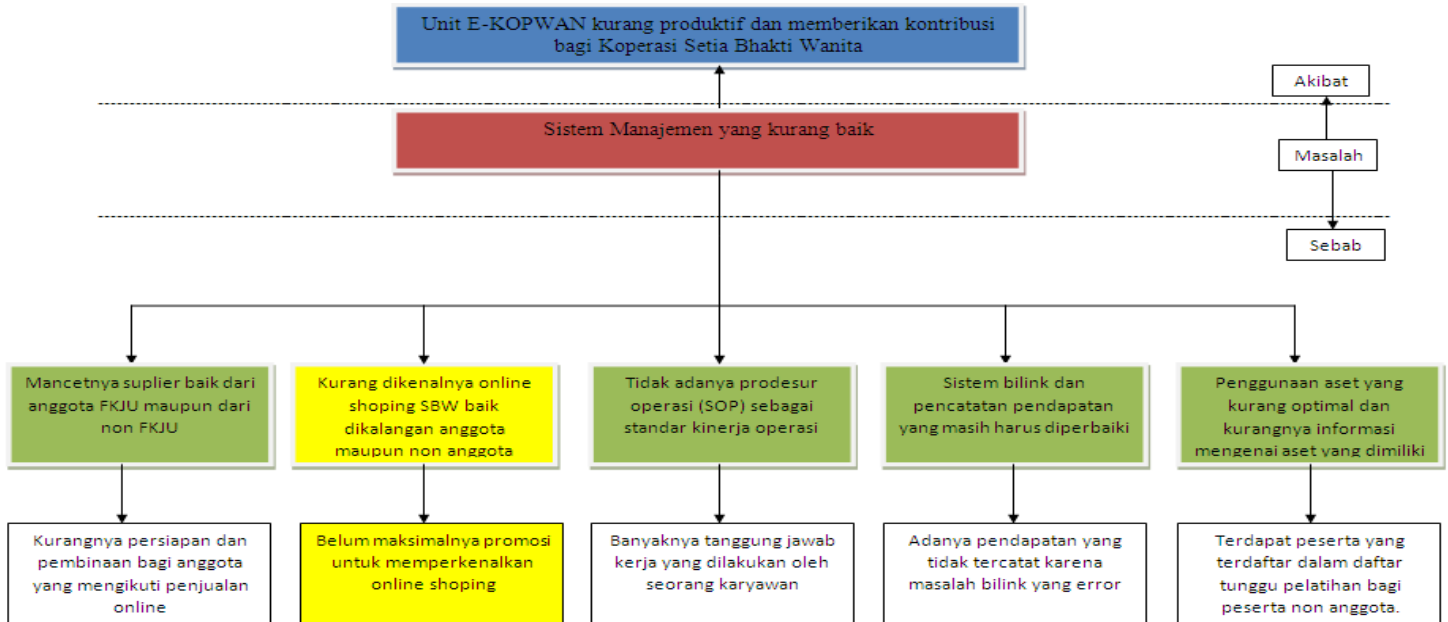 Unit E-KOPWAN kurang produktif dan memberikan kontribusi
bagi Koperasi Setia Bhakti Wanita
Akibat
Sistem Manajemen yang kurang baik
Masalah
Sebab
Mancetnya suplier baik dari
anggota FKJU maupun dari
non FKJU
Kurang dikenalnya online
shoping SBW baik
dikalangan anggota
maupun non anggota
Tidak adanya prodesur
operasi (SOP) sebagai
standar kinerja operasi
Sistem bilink dan
pencatatan pendapatan
yang masih harus diperbaiki
Penggunaan aset yang
kurang optimal dan
kurangnya informasi
mengenai aset yang dimiliki
Kurangnya persiapan dan
pembinaan bagi anggota
yang mengikuti penjualan
online
Belum maksimalnya promosi
untuk memperkenalkan
online shoping
Banyaknya tanggung jawab
kerja yang dilakukan oleh
seorang karyawan
Adanya pendapatan yang
tidak tercatat karena
masalah bilink yang error
Terdapat peserta yang
terdaftar dalam daftar
tunggu pelatihan bagi
peserta non anggota.